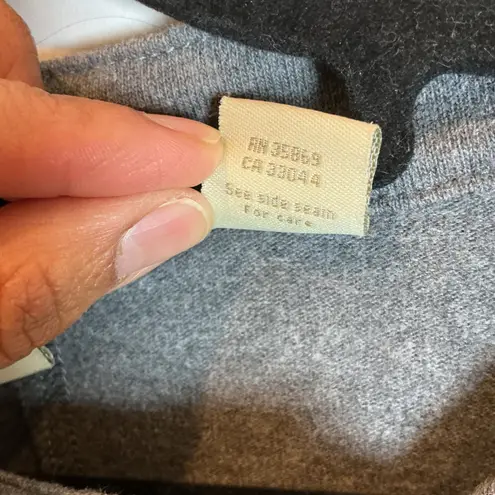 RN 35869
CA 33044
See side seam
For care